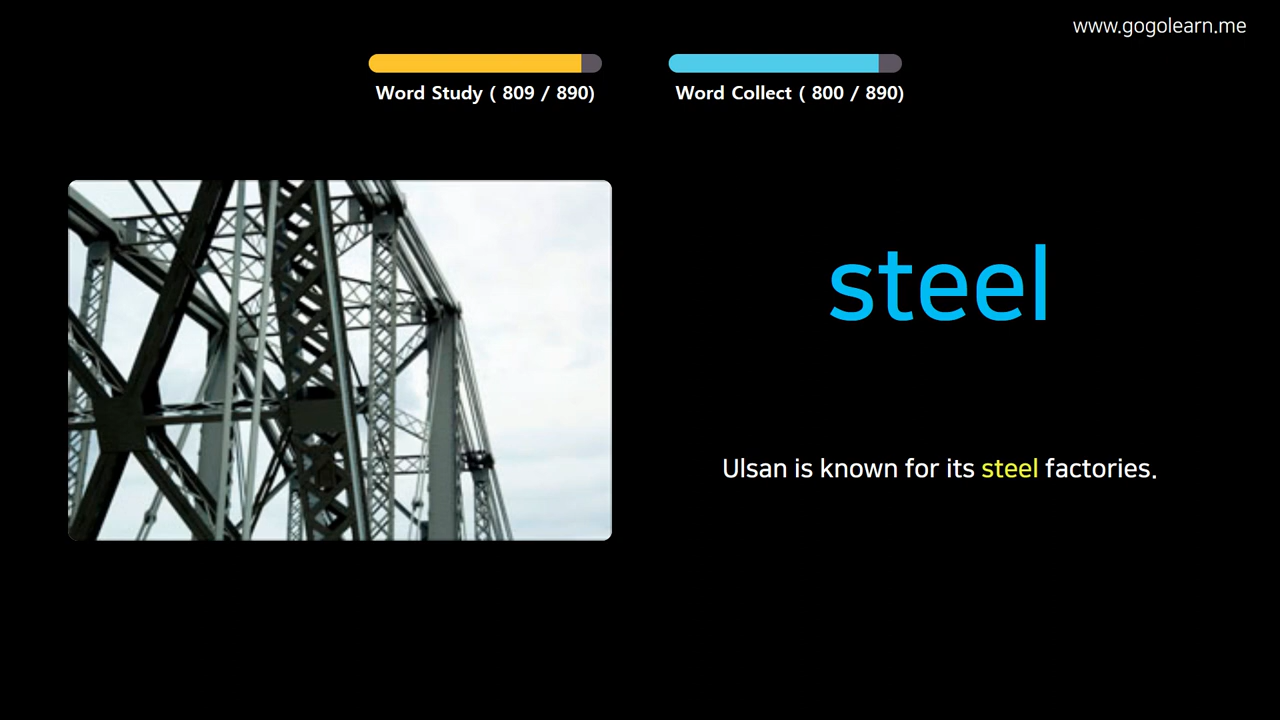 www.gogolearn.me
Word Study ( 809 / 890)
Word Collect ( 800 / 890)
steel
Ulsan is known for its steel factories.